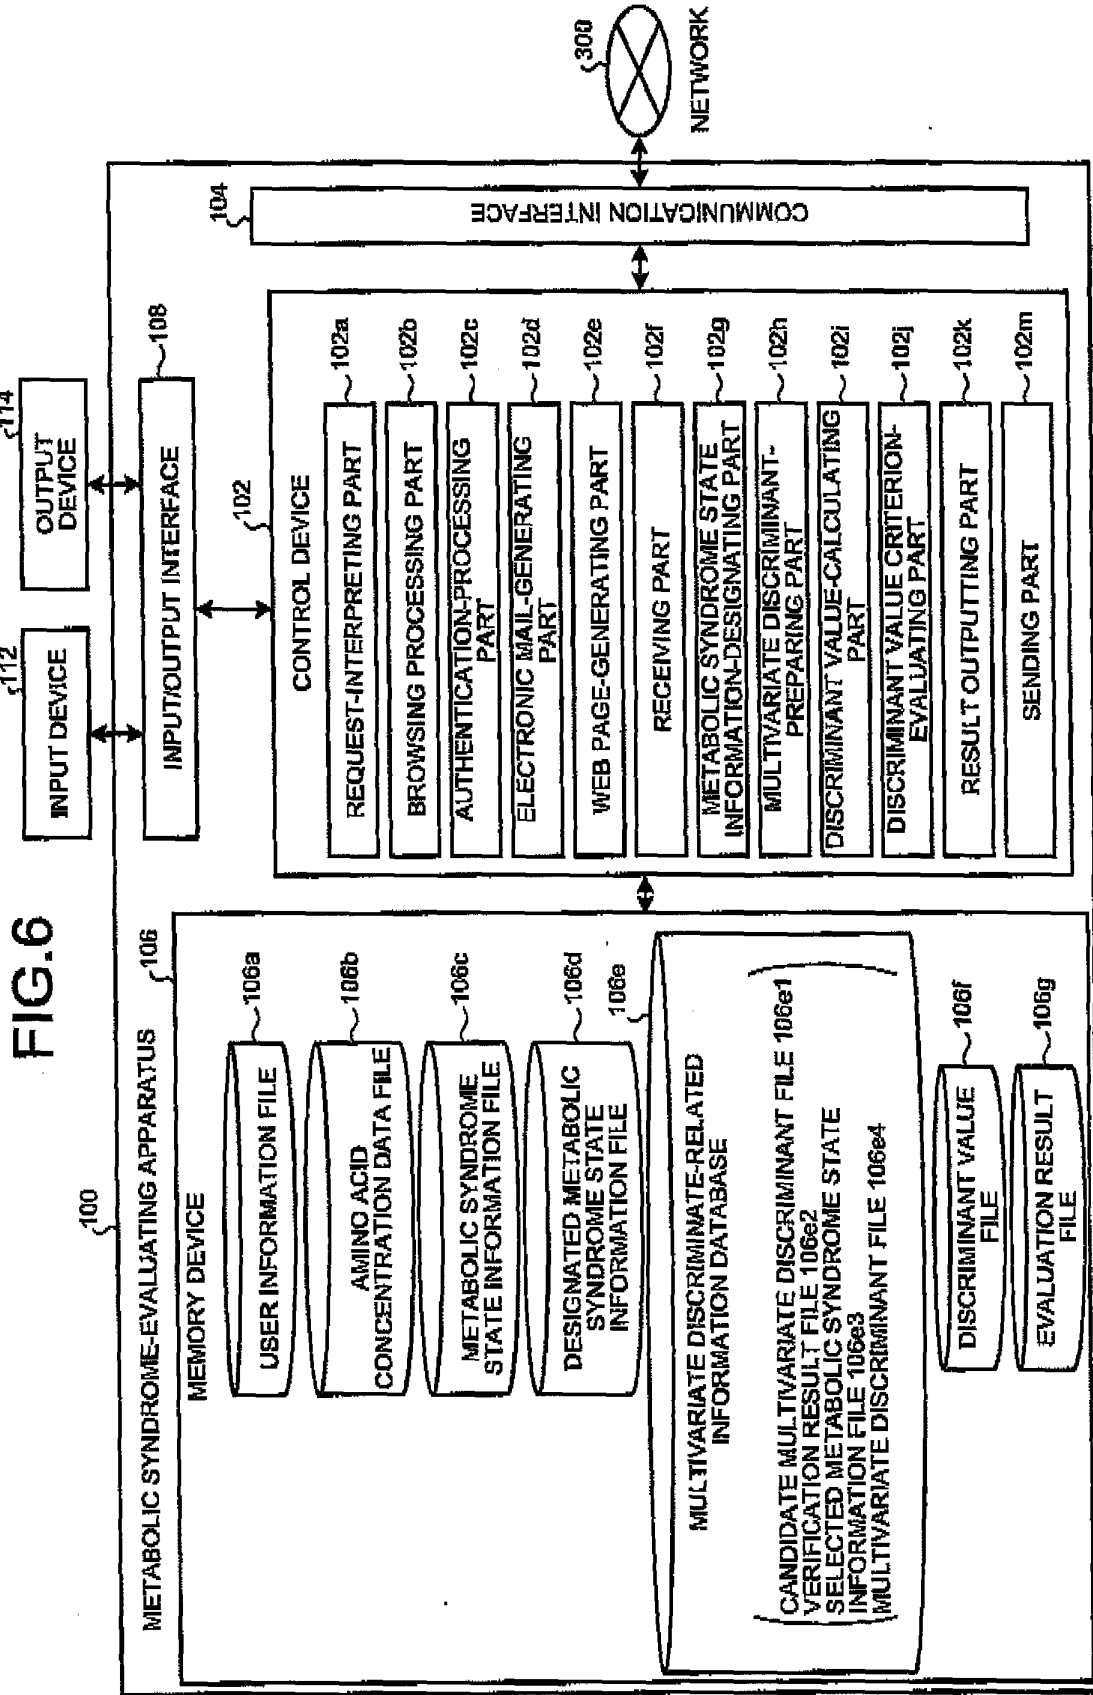 FIG.6
112
INPUT DEVICE
114
OUTPUT
DEVICE
100
METABOLIC SYNDROME-EVALUATING APPARATUS
108
INPUT/OUTPUT INTERFACE
106
MEMORY DEVICE
USER INFORMATION FILE
106a
AMINO ACID
CONCENTRATION DATA FILE
106b
METABOLIC SYNDROME
STATE INFORMATION FILE
106c
DESIGNATED METABOLIC
SYNDROME STATE
INFORMATION FILE
106d
106e
MULTIVARIATE DISCRIMINATE-RELATED
INFORMATION DATABASE
CANDIDATE MULTIVARIATE DISCRIMINANT FILE 106e1
VERIFICATION RESULT FILE 106e2
SELECTED METABOLIC SYNDROME STATE
INFORMATION FILE 106e3
MULTIVARIATE DISCRIMINANT FILE 106e4
DISCRIMINANT VALUE
FILE
106f
EVALUATION RESULT
FILE
106g
102
CONTROL DEVICE
REQUEST-INTERPRETING PART
102a
BROWSING PROCESSING PART
102b
AUTHENTICATION-PROCESSING
PART
102c
ELECTRONIC MAIL-GENERATING
PART
102d
WEB PAGE-GENERATING PART
102e
RECEIVING PART
102f
METABOLIC SYNDROME STATE
INFORMATION-DESIGNATING PART
102g
MULTIVARIATE DISCRIMINANT-
PREPARING PART
102h
DISCRIMINANT VALUE-CALCULATING
PART
102i
DISCRIMINANT VALUE CRITERION-
EVALUATING PART
102j
RESULT OUTPUTTING PART
102k
SENDING PART
102m
104
COMMUNICATION INTERFACE
300
NETWORK